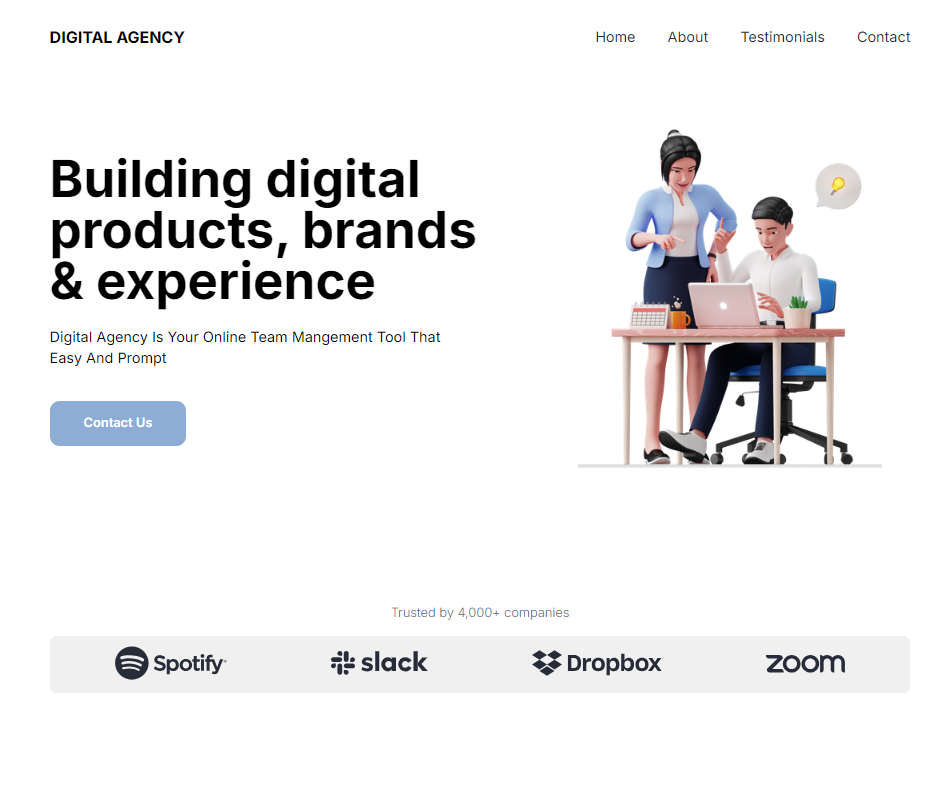 DIGITAL AGENCY
Home
About
Testimonials
Contact
Building digital
products, brands
& experience
Digital Agency Is Your Online Team Mangement Tool That
Easy And Prompt
Contact Us
Trusted by 4,000+ companies
Spotify
slack
Dropbox
zoom